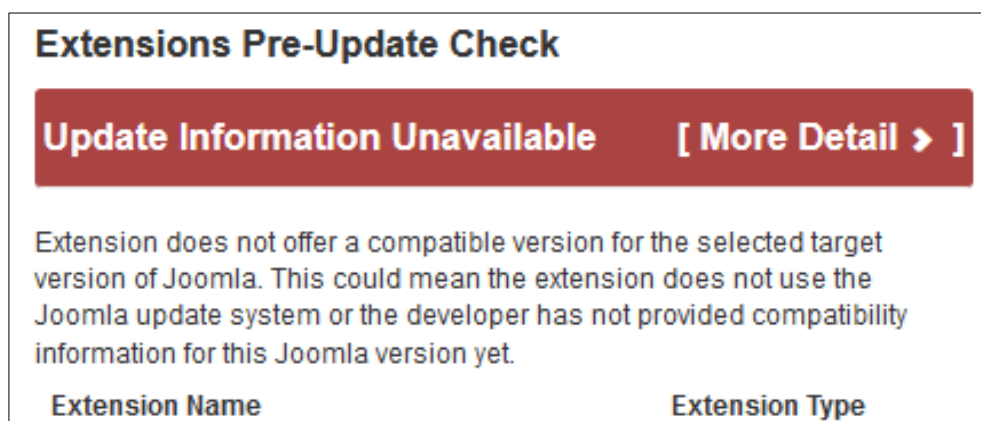 Extensions Pre-Update Check
Update Information Unavailable [ More Detail > ]
Extension does not offer a compatible version for the selected target
version of Joomla. This could mean the extension does not use the
Joomla update system or the developer has not provided compatibility
information for this Joomla version yet.
Extension Name Extension Type